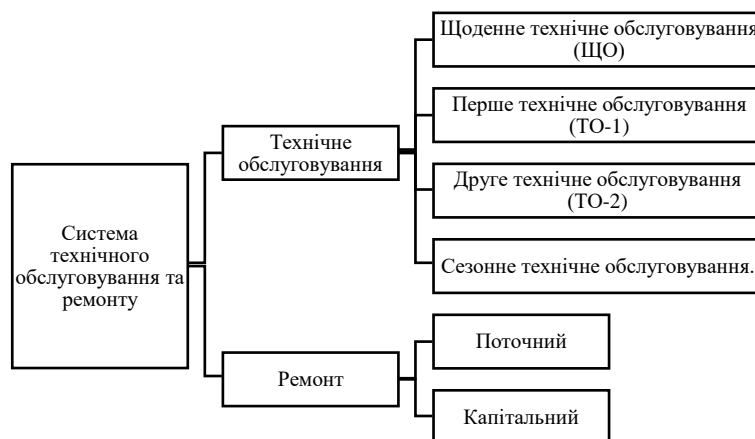 Система
технічного
обслуговування та
ремонту
Технічне
обслуговування
Щоденне технічне обслуговування
(ЩО)
Перше технічне обслуговування
(ТО-1)
Друге технічне обслуговування
(ТО-2)
Сезонне технічне обслуговування.
Ремонт
Поточний
Капітальний